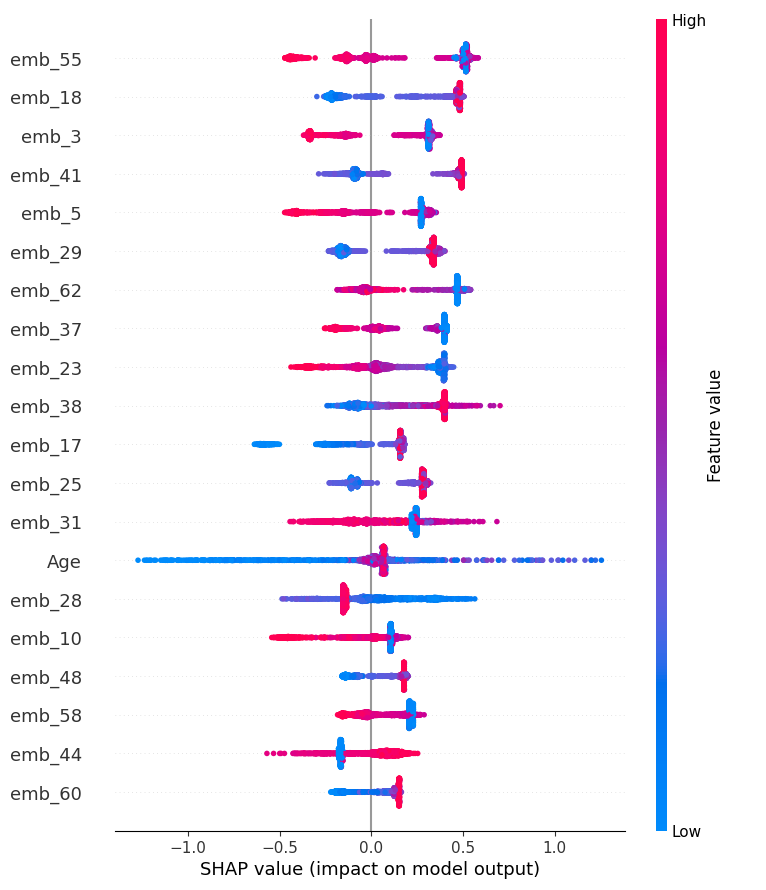 High
emb_55
emb_18
emb_3
emb_41
emb_5
emb_29
emb_62
emb_37
emb_23
emb_38
emb_17
emb_25
emb_31
Age
emb_28
emb_10
emb_48
emb_58
emb_44
emb_60
Feature value
Low
−1.0 −0.5 0.0 0.5 1.0
SHAP value (impact on model output)